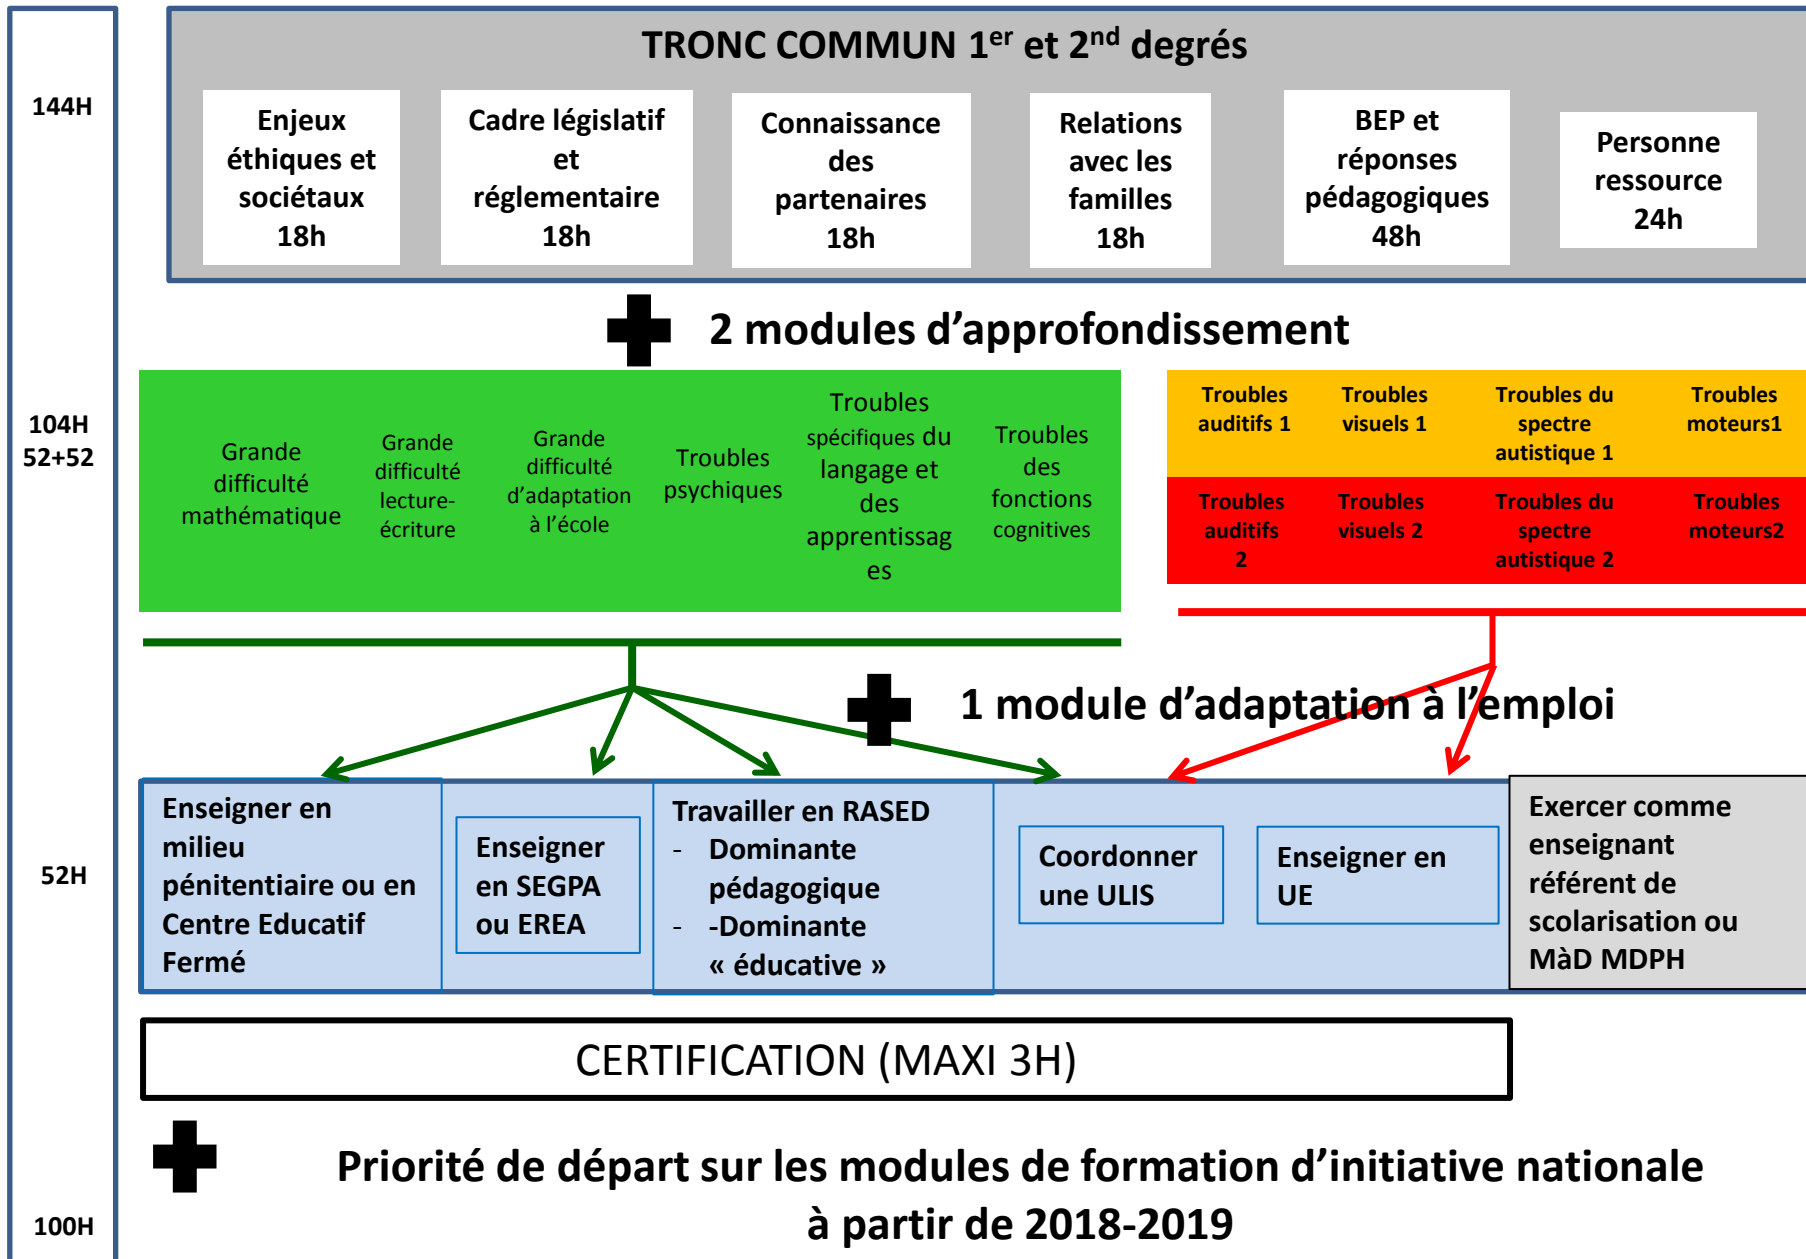 TRONC COMMUN 1er et 2nd degrés
144H
Enjeux
éthiques et
sociétaux
18h
Cadre législatif
et
réglementaire
18h
Connaissance
des
partenaires
18h
Relations
avec les
familles
18h
BEP et
réponses
pédagogiques
48h
Personne
ressource
24h
2 modules d’approfondissement
104H
52+52
Grande
difficulté
mathématique
Grande
difficulté
lecture-
écriture
Grande
difficulté
d’adaptation
à l’école
Troubles
psychiques
Troubles
spécifiques du
langage et
des
apprentissag
es
Troubles
des
fonctions
cognitives
Troubles
auditifs 1
Troubles
visuels 1
Troubles du
spectre
autistique 1
Troubles
moteurs1
Troubles
auditifs
2
Troubles
visuels 2
Troubles du
spectre
autistique 2
Troubles
moteurs2
1 module d’adaptation à l’emploi
52H
Enseigner en
milieu
pénitentiaire ou en
Centre Educatif
Fermé
Enseigner
en SEGPA
ou EREA
Travailler en RASED
- Dominante
pédagogique
- -Dominante
« éducative »
Coordonner
une ULIS
Enseigner en
UE
Exercer comme
enseignant
référent de
scolarisation ou
MàD MDPH
CERTIFICATION (MAXI 3H)
Priorité de départ sur les modules de formation d’initiative nationale
à partir de 2018-2019
100H